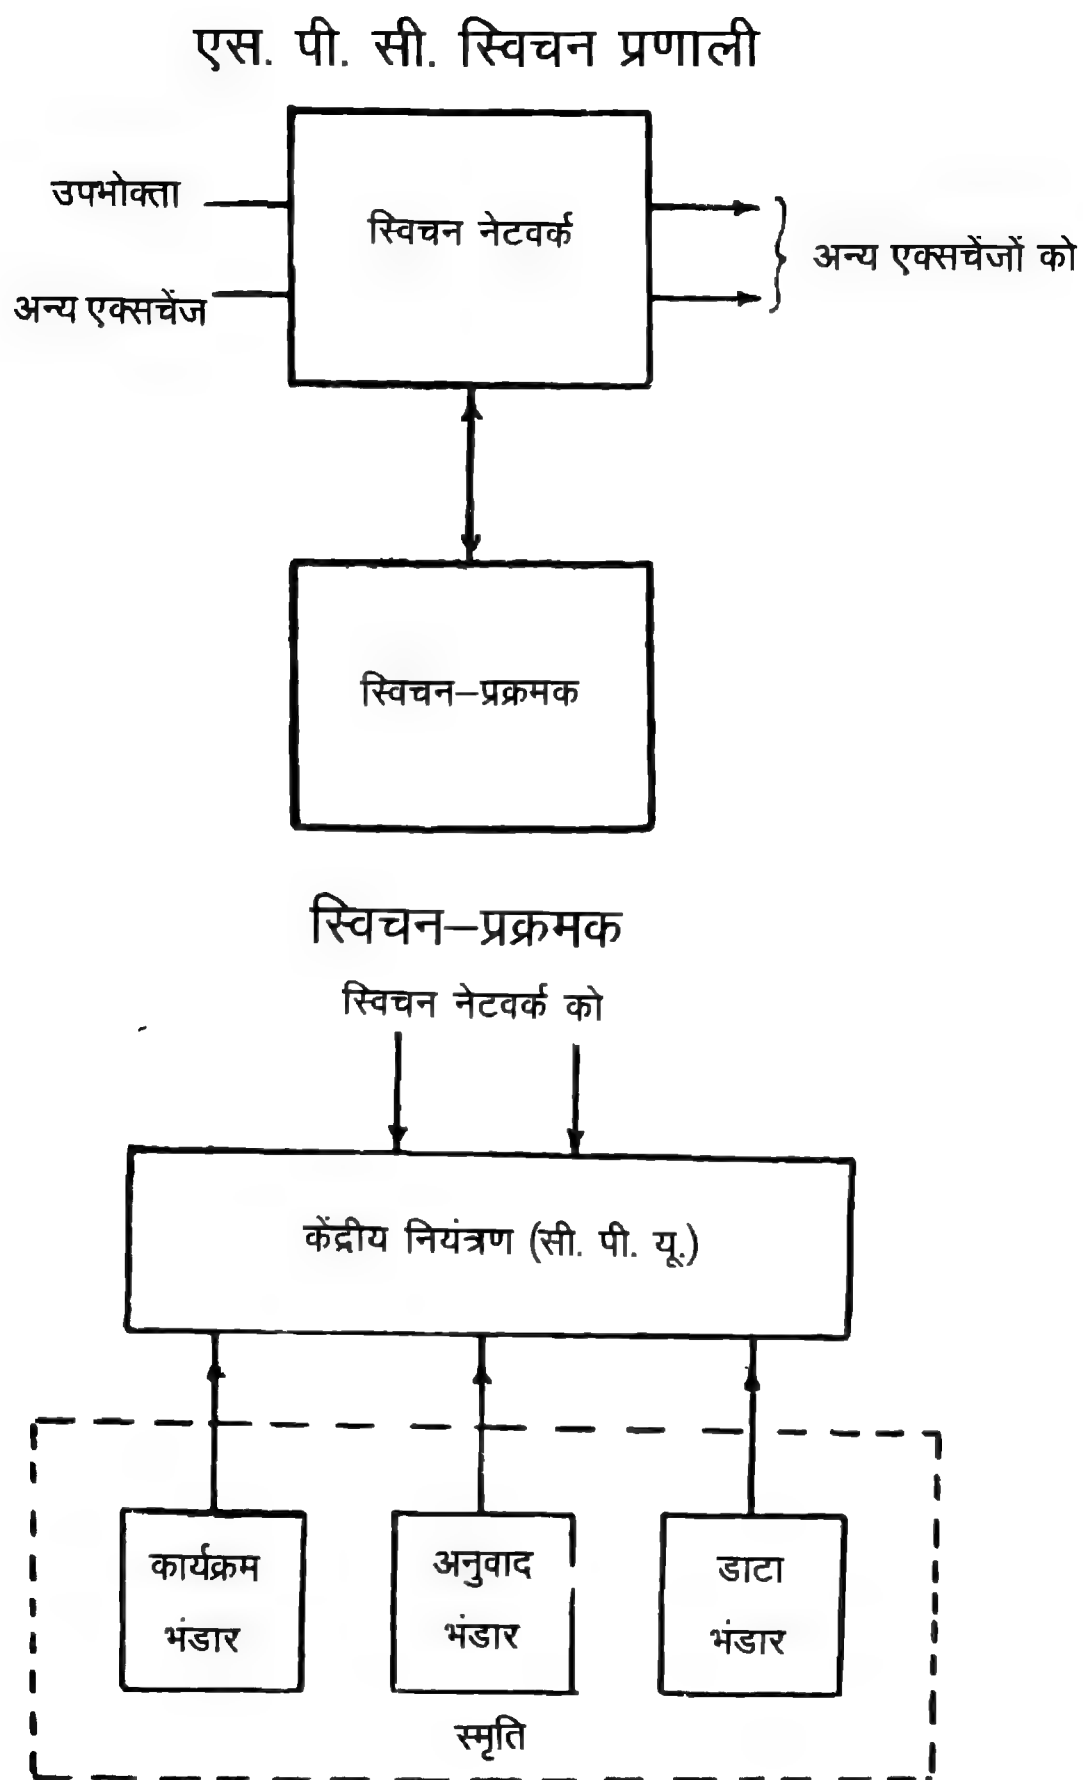 एस. पी. सी. स्विचन प्रणाली
उपभोक्ता
स्विचन नेटवर्क
अन्य एक्सचेंजों को
अन्य एक्सचेंज
स्विचन–प्रक्रमक
स्विचन–प्रक्रमक
स्विचन नेटवर्क को
केंद्रीय नियंत्रण (सी. पी. यू.)
कार्यक्रम
भंडार
अनुवाद
भंडार
डाटा
भंडार
स्मृति